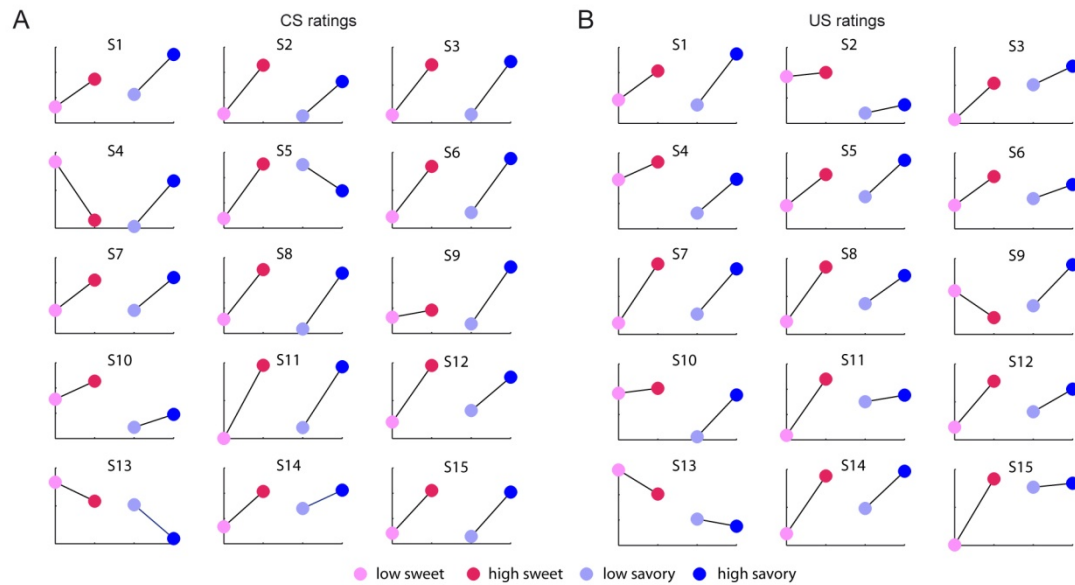 A CS ratings B US ratings
S1 S2 S3 S1 S2 S3
S4 S5 S6 S4 S5 S6
S7 S8 S9 S7 S8 S9
S10 S11 S12 S10 S11 S12
S13 S14 S15 S13 S14 S15
low sweet high sweet low savory high savory